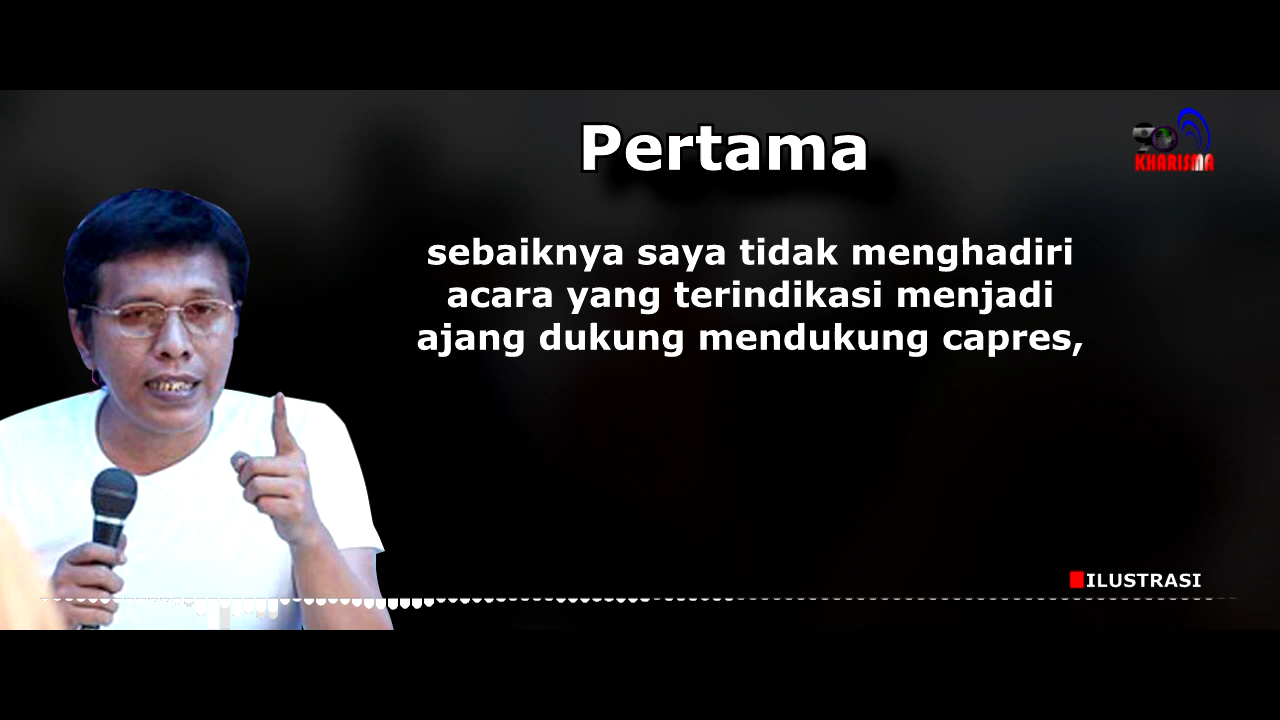 Pertama
KHARISMA
sebaiknya saya tidak menghadiri
acara yang terindikasi menjadi
ajang dukung mendukung capres,
ILUSTRASI